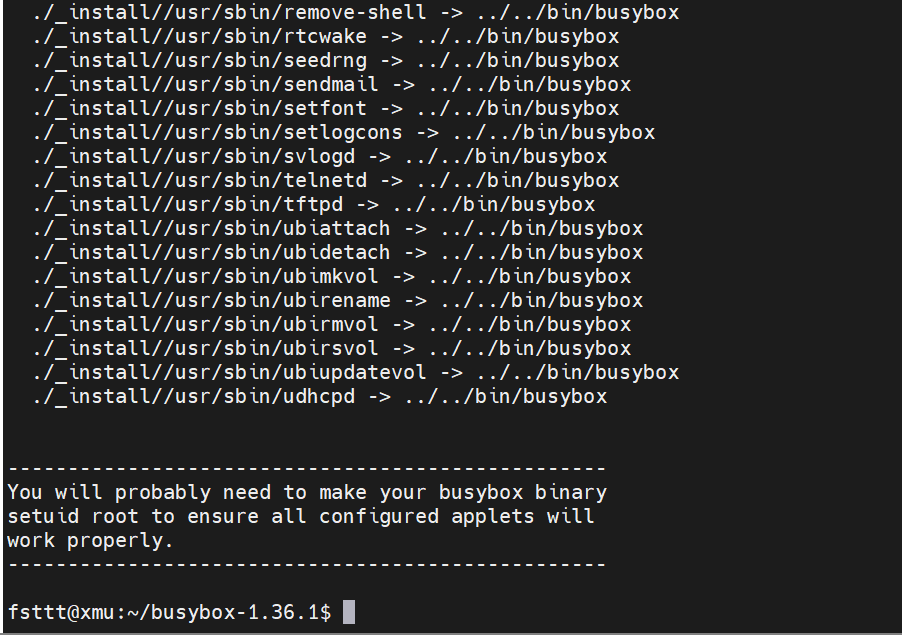 ./_install//usr/sbin/remove-shell -> ../../bin/busybox
./_install//usr/sbin/rtcwake -> ../../bin/busybox
./_install//usr/sbin/seedrng -> ../../bin/busybox
./_install//usr/sbin/sendmail -> ../../bin/busybox
./_install//usr/sbin/setfont -> ../../bin/busybox
./_install//usr/sbin/setlogcons -> ../../bin/busybox
./_install//usr/sbin/svlogd -> ../../bin/busybox
./_install//usr/sbin/telnetd -> ../../bin/busybox
./_install//usr/sbin/tftpd -> ../../bin/busybox
./_install//usr/sbin/ubiattach -> ../../bin/busybox
./_install//usr/sbin/ubidetach -> ../../bin/busybox
./_install//usr/sbin/ubimkvol -> ../../bin/busybox
./_install//usr/sbin/ubirename -> ../../bin/busybox
./_install//usr/sbin/ubirmvol -> ../../bin/busybox
./_install//usr/sbin/ubirsvol -> ../../bin/busybox
./_install//usr/sbin/ubiupdatevol -> ../../bin/busybox
./_install//usr/sbin/udhcpd -> ../../bin/busybox
--------------------------------------------------
You will probably need to make your busybox binary
setuid root to ensure all configured applets will
work properly.
--------------------------------------------------
fsttt@xmu:~/busybox-1.36.1$